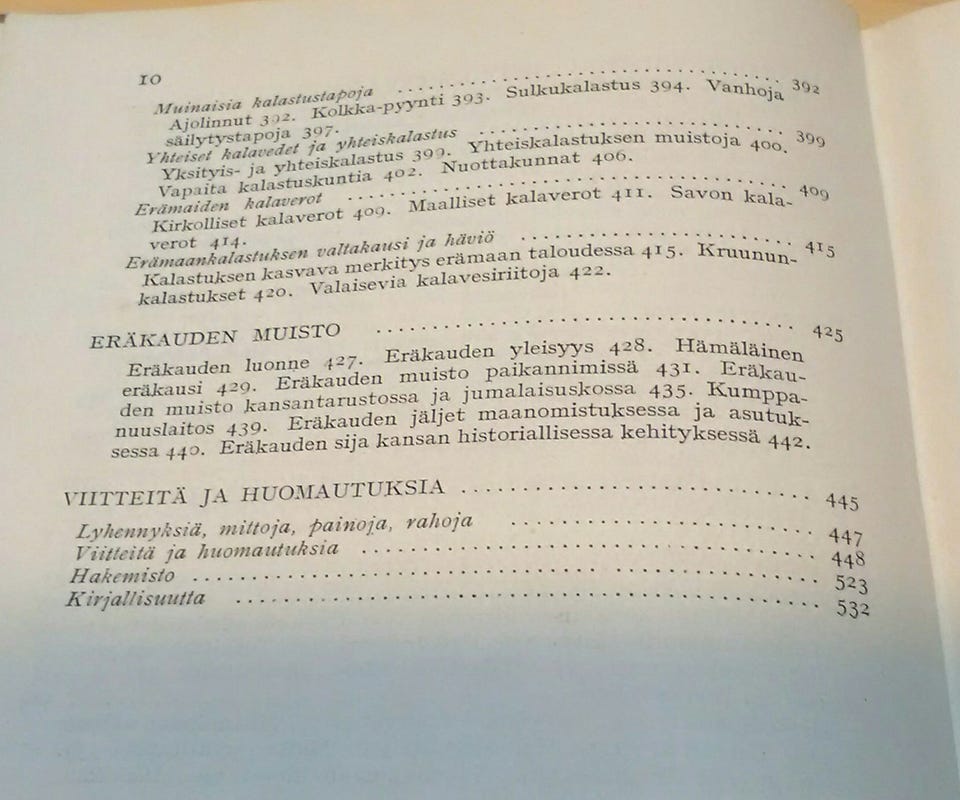 10
Muinaisia kalastustapoja . . . . . . . . . . . . . . . . . . . . . . . . . . . . 392
Ajolinnut 392. Kolkka-pyynti 393. Sulkukalastus 394. Vanhoja
säilytystapoja 397.
Yhteiset kalavedet ja yhteiskalastus . . . . . . . . . . . . . . . . . . . . 399
Yksityis- ja yhteiskalastus 399. Yhteiskalastuksen muistoja 400.
Vapaita kalastuskuntia 402. Nuottakunnat 406.
Erämaiden kalaverot . . . . . . . . . . . . . . . . . . . . . . . . . . . . . . 409
Kirkolliset kalaverot 409. Maalliset kalaverot 411. Savon kala-
verot 414.
Erämaankalastuksen valtakausi ja häviö . . . . . . . . . . . . . . . . . . 415
Kalastuksen kasvava merkitys erämaan taloudessa 415. Kruunun-
kalastukset 420. Valaisevia kalavesiriitoja 422.
ERÄKAUDEN MUISTO . . . . . . . . . . . . . . . . . . . . . . . . . . . . . . 425
Eräkauden luonne 427. Eräkauden yleisyys 428. Hämäläinen
eräkausi 429. Eräkauden muisto paikannimissä 431. Eräkau-
den muisto kansantarustossa ja jumalaisuskossa 435. Kumppa-
nuuslaitos 439. Eräkauden jäljet maanomistuksessa ja asutuk-
sessa 440. Eräkauden sija kansan historiallisessa kehityksessä 442.
VIITTEITÄ JA HUOMAUTUKSIA . . . . . . . . . . . . . . . . . . . . . . . . 445
Lyhennyksiä, mittoja, painoja, rahoja . . . . . . . . . . . . . . . . . . . . 447
Viitteitä ja huomautuksia . . . . . . . . . . . . . . . . . . . . . . . . . . . . 448
Hakemisto . . . . . . . . . . . . . . . . . . . . . . . . . . . . . . . . . . . . 523
Kirjallisuutta . . . . . . . . . . . . . . . . . . . . . . . . . . . . . . . . . . 532